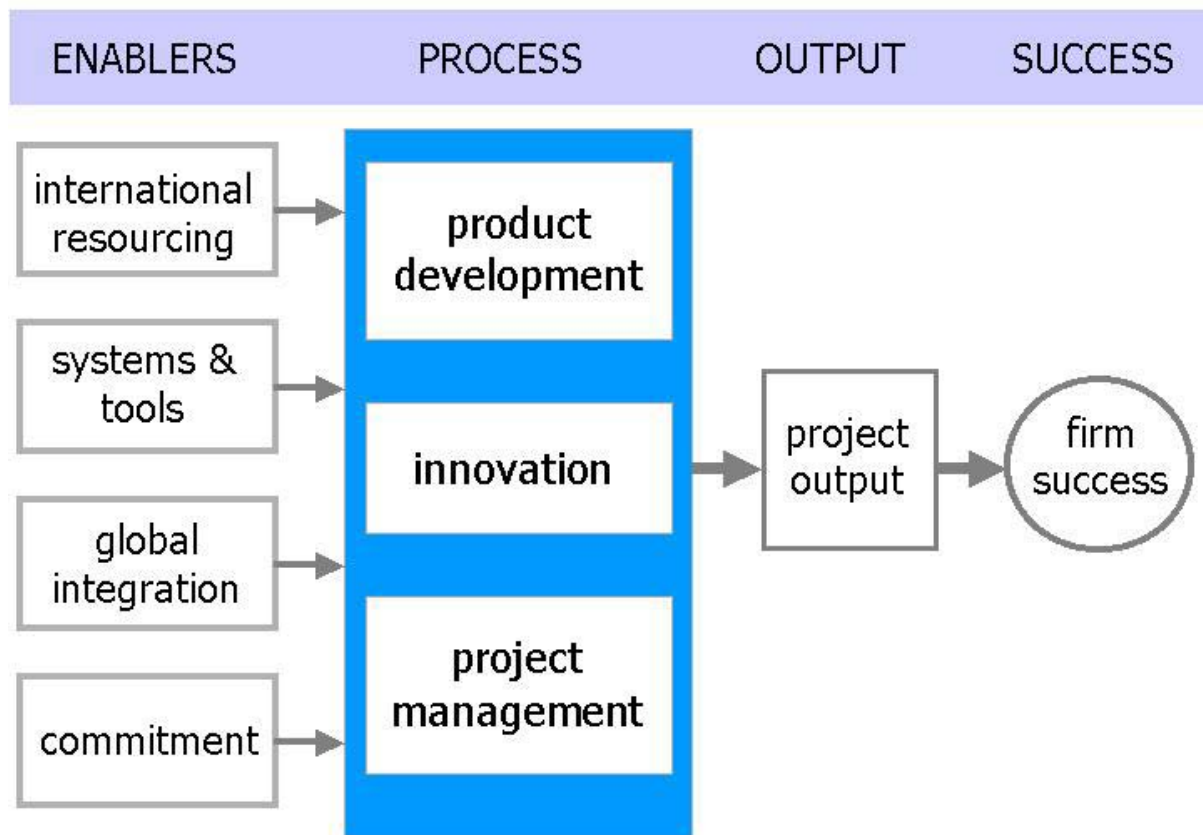 ENABLERS PROCESS OUTPUT SUCCESS
international
resourcing
systems &
tools
global
integration
commitment
product
development
innovation
project
management
project
output
firm
success